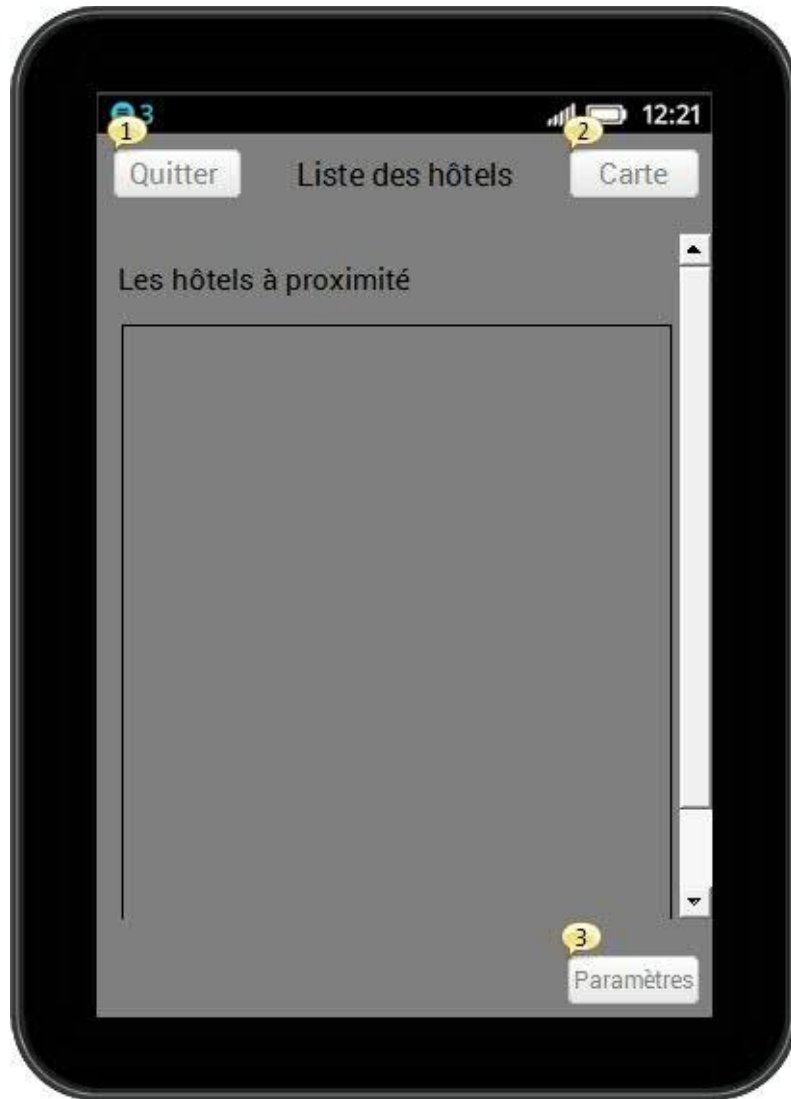 3 12:21
1 2
Quitter Liste des hôtels Carte
Les hôtels à proximité
3
Paramètres